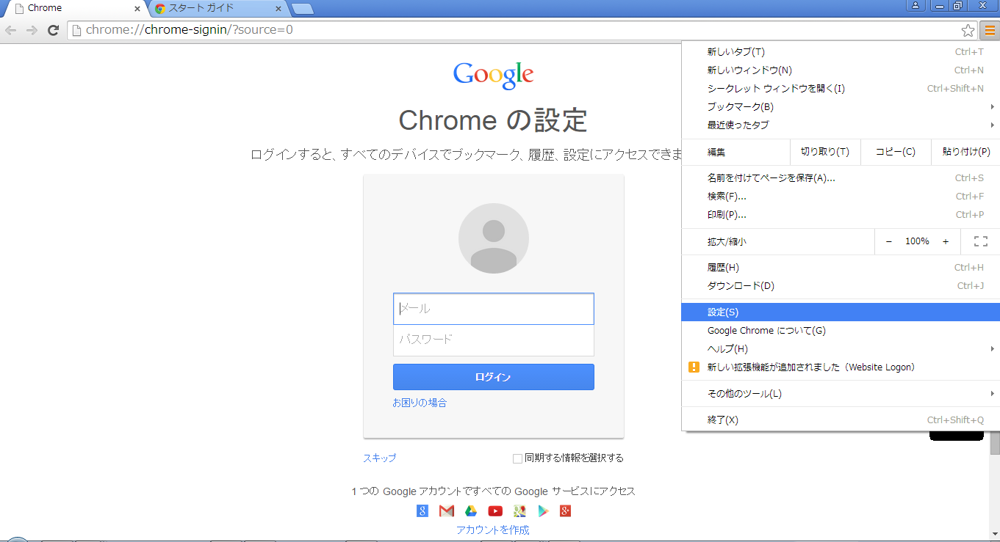 Chrome
スタート ガイド
chrome://chrome-signin/?source=0
Google
Chrome の設定
ログインすると、すべてのデバイスでブックマーク、履歴、設定にアクセスできま
メール
パスワード
ログイン
お困りの場合
スキップ
同期する情報を選択する
1 つの Google アカウントですべての Google サービスにアクセス
アカウントを作成
新しいタブ(T) Ctrl+T
新しいウィンドウ(N) Ctrl+N
シークレット ウィンドウを開く(I) Ctrl+Shift+N
ブックマーク(B)
最近使ったタブ
編集 切り取り(T) コピー(C) 貼り付け(P)
名前を付けてページを保存(A)... Ctrl+S
検索(F)... Ctrl+F
印刷(P)... Ctrl+P
拡大/縮小 − 100% +
履歴(H) Ctrl+H
ダウンロード(D) Ctrl+J
設定(S)
Google Chrome について(G)
ヘルプ(H)
新しい拡張機能が追加されました（Website Logon）
その他のツール(L)
終了(X) Ctrl+Shift+Q